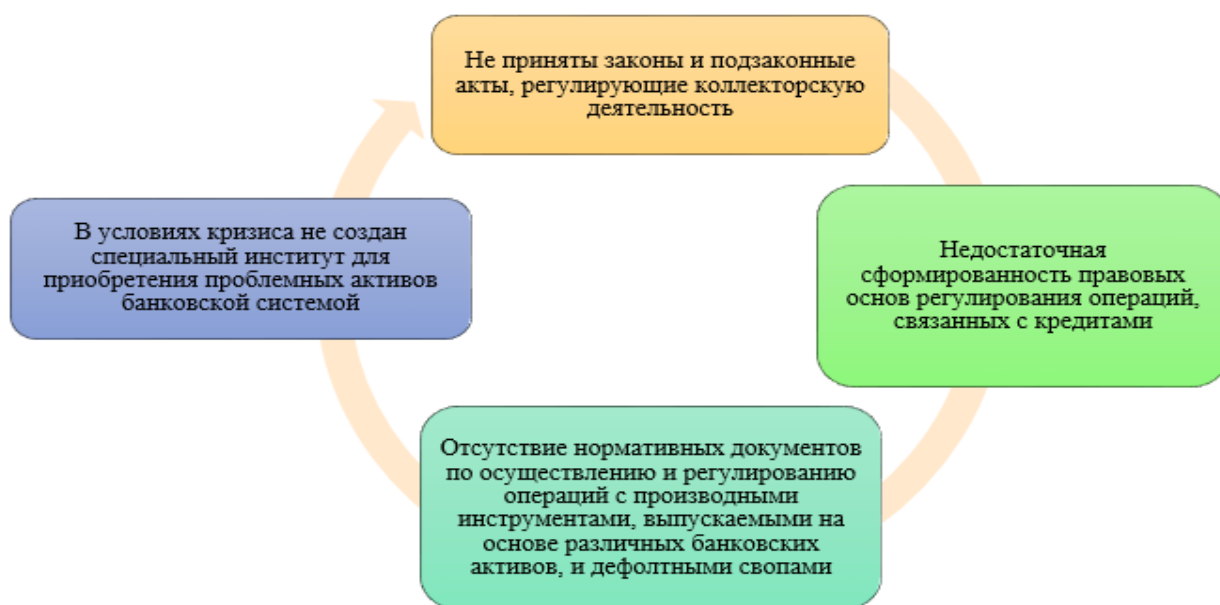 Не приняты законы и подзаконные
акты, регулирующие коллекторскую
деятельность
Недостаточная
сформированность правовых
основ регулирования операций,
связанных с кредитами
Отсутствие нормативных документов
по осуществлению и регулированию
операций с производными
инструментами, выпускаемыми на
основе различных банковских
активов, и дефолтными свопами
В условиях кризиса не создан
специальный институт для
приобретения проблемных активов
банковской системой